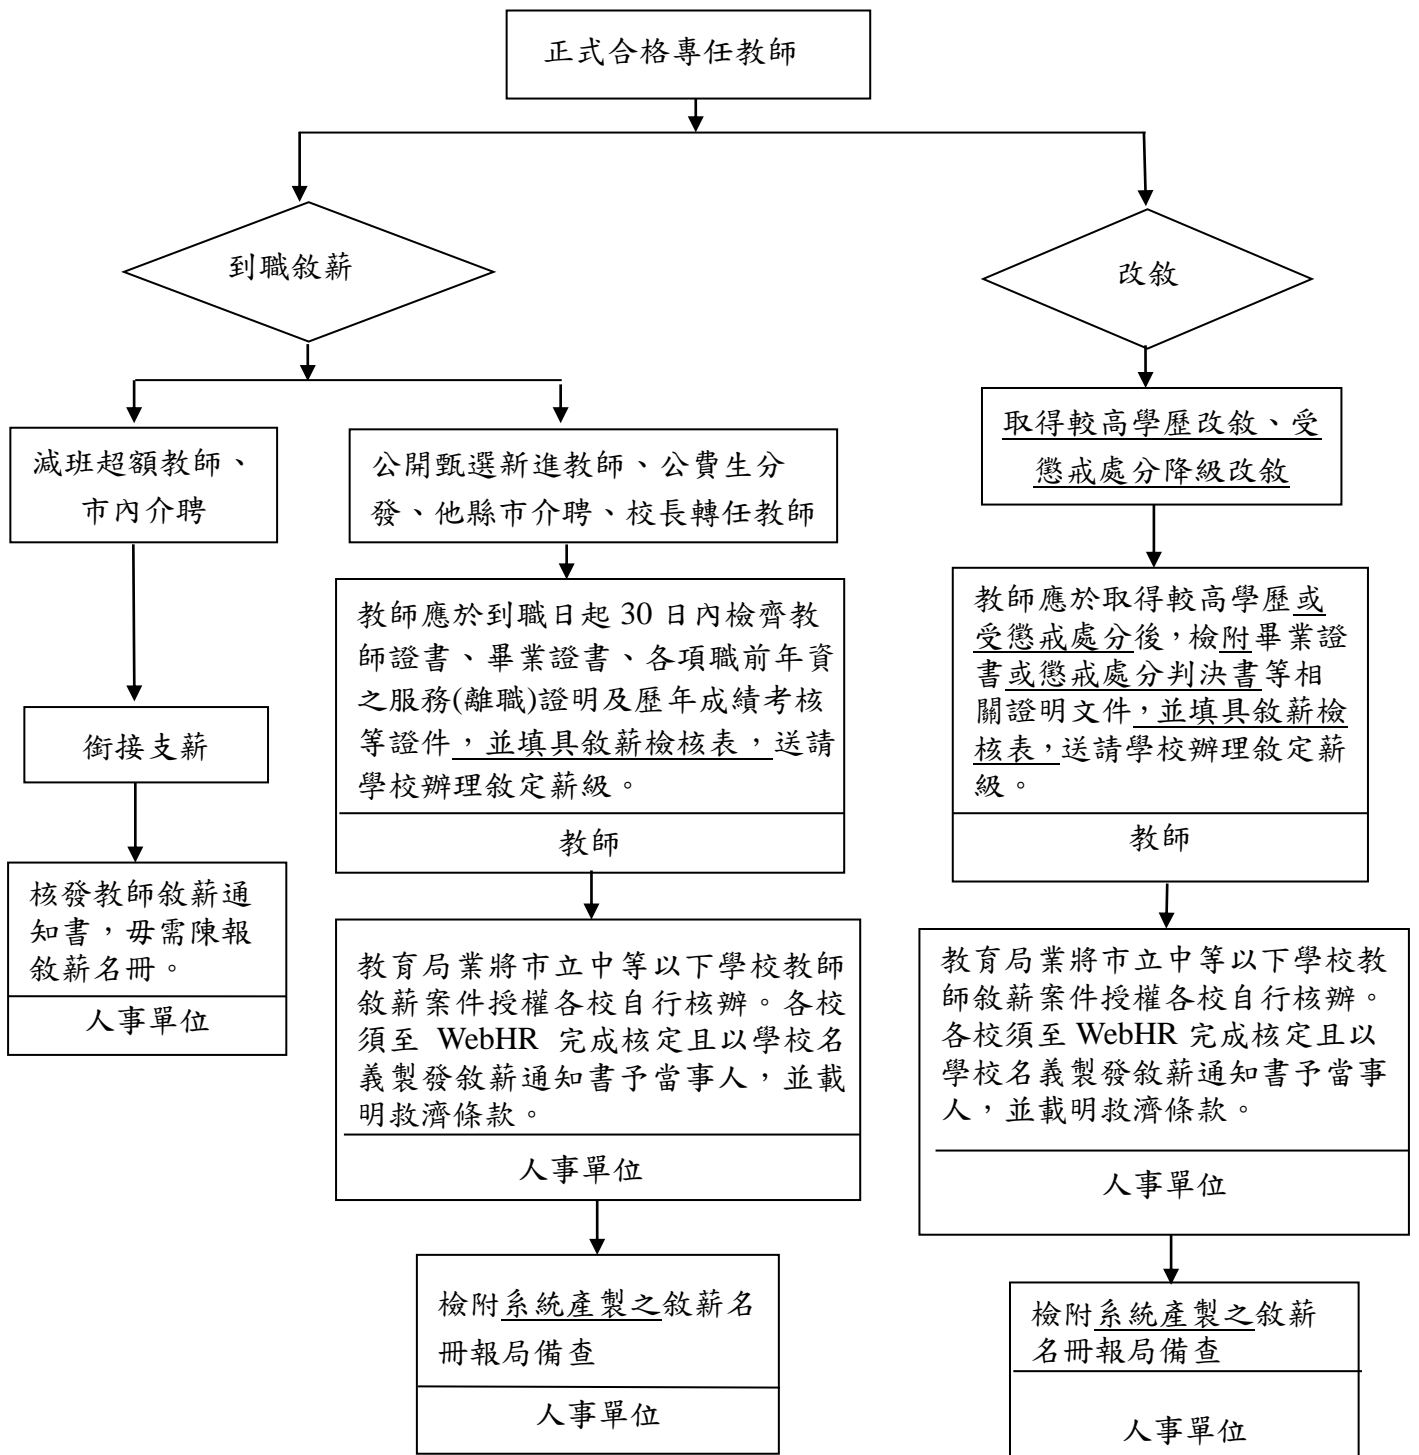 正式合格專任教師
到職敘薪
改敘
減班超額教師、
市內介聘
公開甄選新進教師、公費生分
發、他縣市介聘、校長轉任教師
取得較高學歷改敘、受
懲戒處分降級改敘
銜接支薪
教師應於到職日起 30 日內檢齊教
師證書、畢業證書、各項職前年資
之服務(離職)證明及歷年成績考核
等證件，並填具敘薪檢核表，送請
學校辦理敘定薪級。
教師
教師應於取得較高學歷或
受懲戒處分後，檢附畢業證
書或懲戒處分判決書等相
關證明文件，並填具敘薪檢
核表，送請學校辦理敘定薪
級。
教師
核發教師敘薪通
知書，毋需陳報
敘薪名冊。
人事單位
教育局業將市立中等以下學校教師
敘薪案件授權各校自行核辦。各校
須至 WebHR 完成核定且以學校名
義製發敘薪通知書予當事人，並載
明救濟條款。
人事單位
教育局業將市立中等以下學校教
師敘薪案件授權各校自行核辦。
各校須至 WebHR 完成核定且以
學校名義製發敘薪通知書予當事
人，並載明救濟條款。
人事單位
檢附系統產製之敘薪名
冊報局備查
人事單位
檢附系統產製之敘薪
名冊報局備查
人事單位